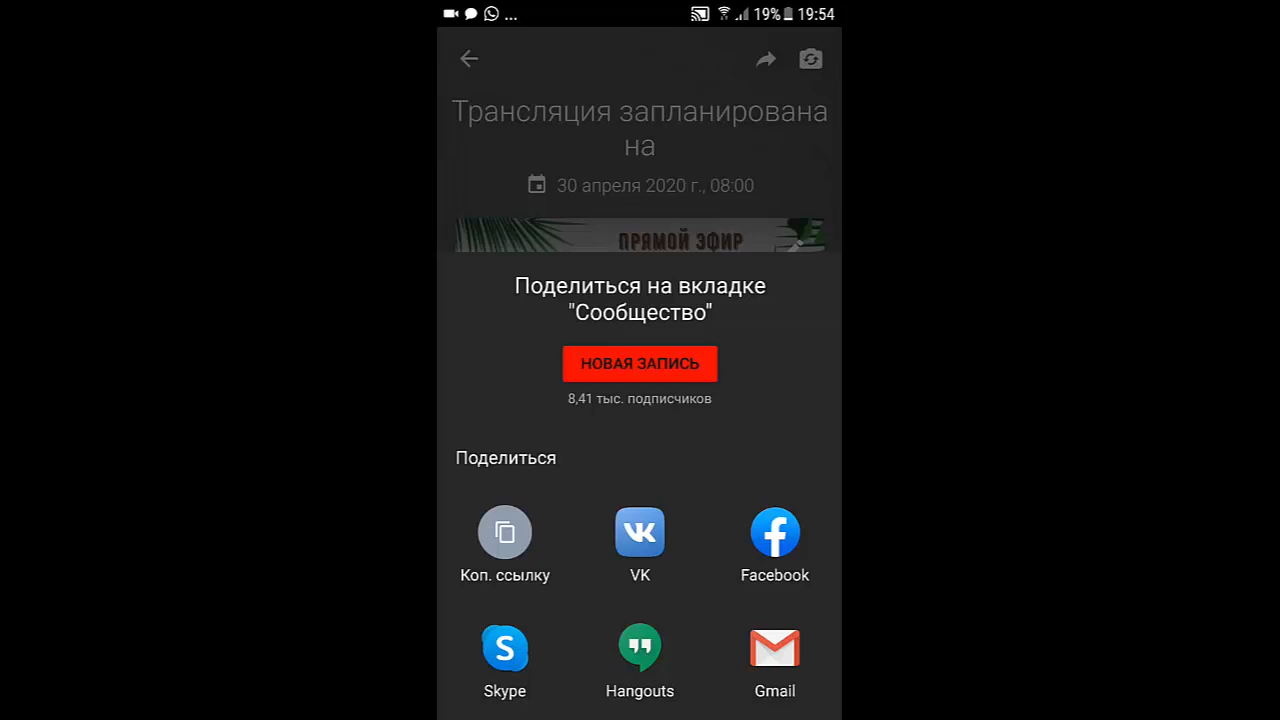 ... 19% 19:54
Трансляция запланирована
на
30 апреля 2020 г., 08:00
ПРЯМОЙ ЭФИР
Поделиться на вкладке
"Сообщество"
НОВАЯ ЗАПИСЬ
8,41 тыс. подписчиков
Поделиться
Коп. ссылку VK Facebook
Skype Hangouts Gmail